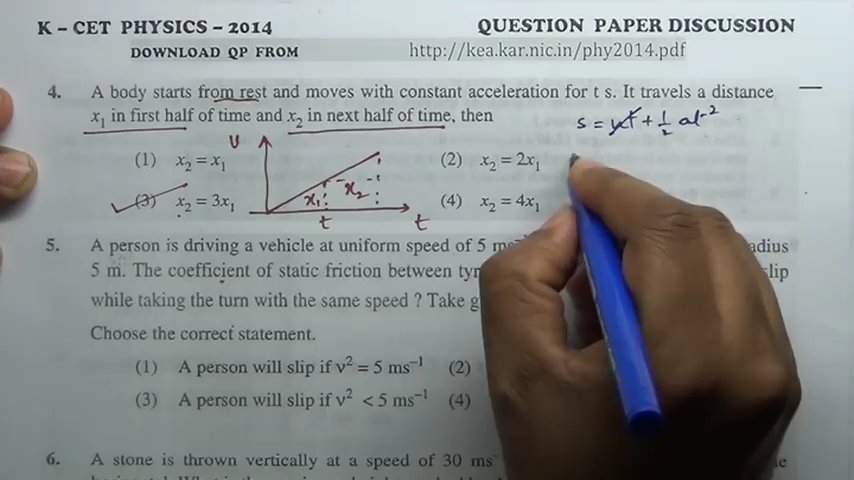 K – CET PHYSICS – 2014 QUESTION PAPER DISCUSSION
DOWNLOAD QP FROM http://kea.kar.nic.in/phy2014.pdf
4. A body starts from rest and moves with constant acceleration for t s. It travels a distance
x₁ in first half of time and x₂ in next half of time, then
s = ut + ½ at²
(1) x₂ = x₁ (2) x₂ = 2x₁
(3) x₂ = 3x₁ (4) x₂ = 4x₁
v
x₁ x₂
t t
5. A person is driving a vehicle at uniform speed of 5 ms⁻¹
5 m. The coefficient of static friction between slip
while taking the turn with the same speed ? Take g
Choose the correct statement.
(1) A person will slip if v² = 5 ms⁻¹ (2)
(3) A person will slip if v² < 5 ms⁻¹ (4)
6. A stone is thrown vertically at a speed of 30 ms